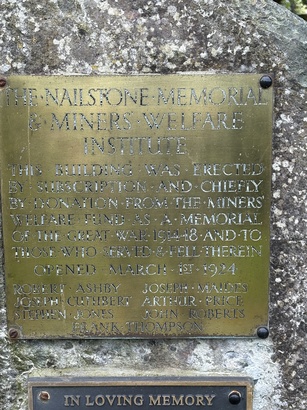 THE·NAILSTONE·MEMORIAL
&·MINERS'·WELFARE
INSTITUTE
THIS·BUILDING·WAS·ERECTED
BY·SUBSCRIPTION·AND·CHIEFLY
BY·DONATION·FROM·THE·MINERS'
WELFARE·FUND·AS·A·MEMORIAL
OF·THE·GREAT·WAR·1914-18·AND·TO
THOSE·WHO·SERVED·&·FELL·THEREIN
OPENED·MARCH·1ST·1924
ROBERT ASHBY JOSEPH MAIDEY
JOSEPH CUTHBERT ARTHUR PRICE
STEPHEN JONES JOHN ROBERTS
FRANK THOMPSON
IN LOVING MEMORY